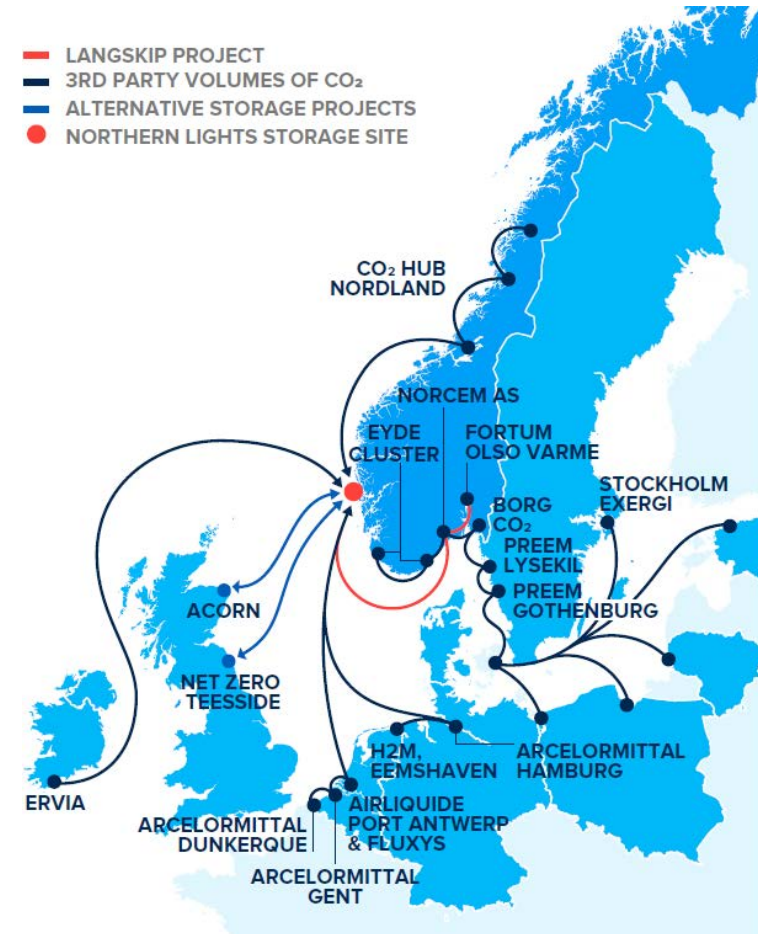 LANGSKIP PROJECT
3RD PARTY VOLUMES OF CO₂
ALTERNATIVE STORAGE PROJECTS
NORTHERN LIGHTS STORAGE SITE
CO₂ HUB
NORDLAND
NORCEM AS
EYDE
CLUSTER
FORTUM
OLSO VARME
STOCKHOLM
EXERGI
BORG
CO₂
PREEM
LYSEKIL
PREEM
GOTHENBURG
ACORN
NET ZERO
TEESSIDE
H2M,
EEMSHAVEN
ARCELORMITTAL
HAMBURG
ERVIA
AIRLIQUIDE
PORT ANTWERP
& FLUXYS
ARCELORMITTAL
DUNKERQUE
ARCELORMITTAL
GENT